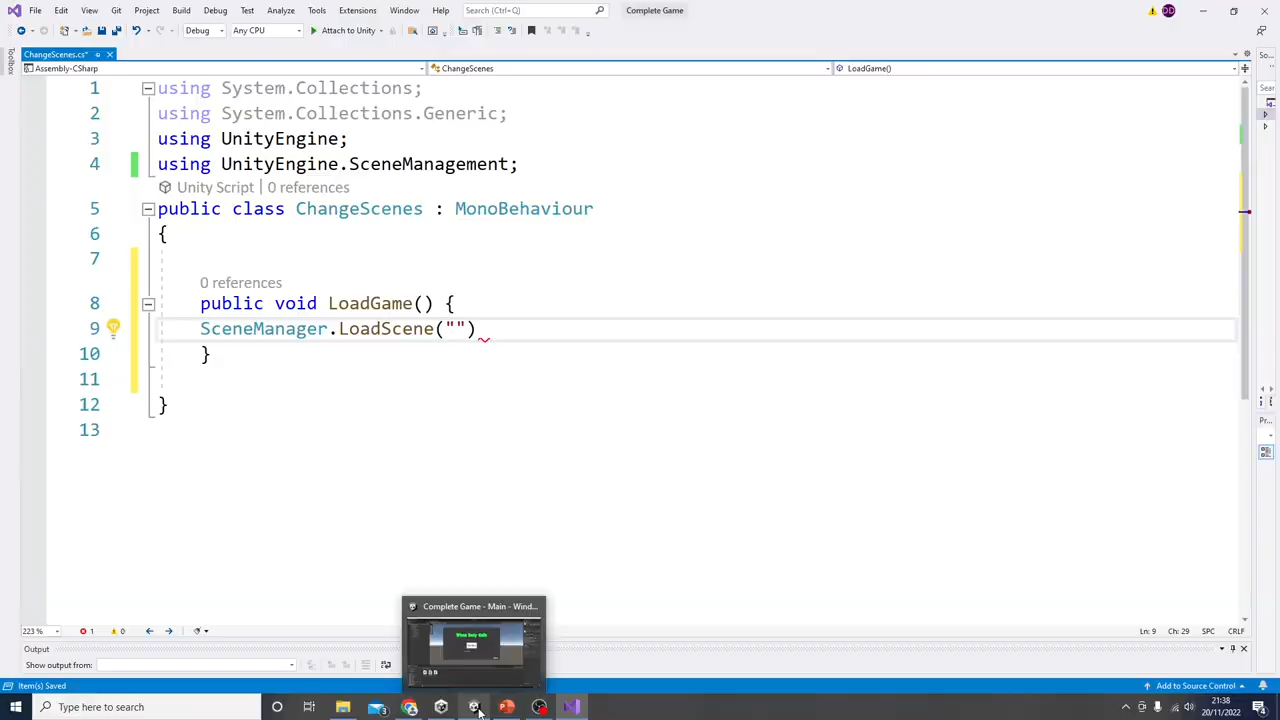 File Edit View Git Project Build Debug Test Analyze Tools Extensions Window Help Search (Ctrl+Q) Complete Game DD
Debug Any CPU Attach to Unity
ChangeScenes.cs*
Assembly-CSharp ChangeScenes LoadGame()
Toolbox
1 using System.Collections;
2 using System.Collections.Generic;
3 using UnityEngine;
4 using UnityEngine.SceneManagement;
Unity Script | 0 references
5 public class ChangeScenes : MonoBehaviour
6 {
7
0 references
8 public void LoadGame() {
9 SceneManager.LoadScene("")
10 }
11
12 }
13
Complete Game - Main - Wind...
223 % 1 0 Ln: 9 Ch: 29 SPC CRLF
Output
Show output from:
Item(s) Saved Add to Source Control
Type here to search 21:38
20/11/2022